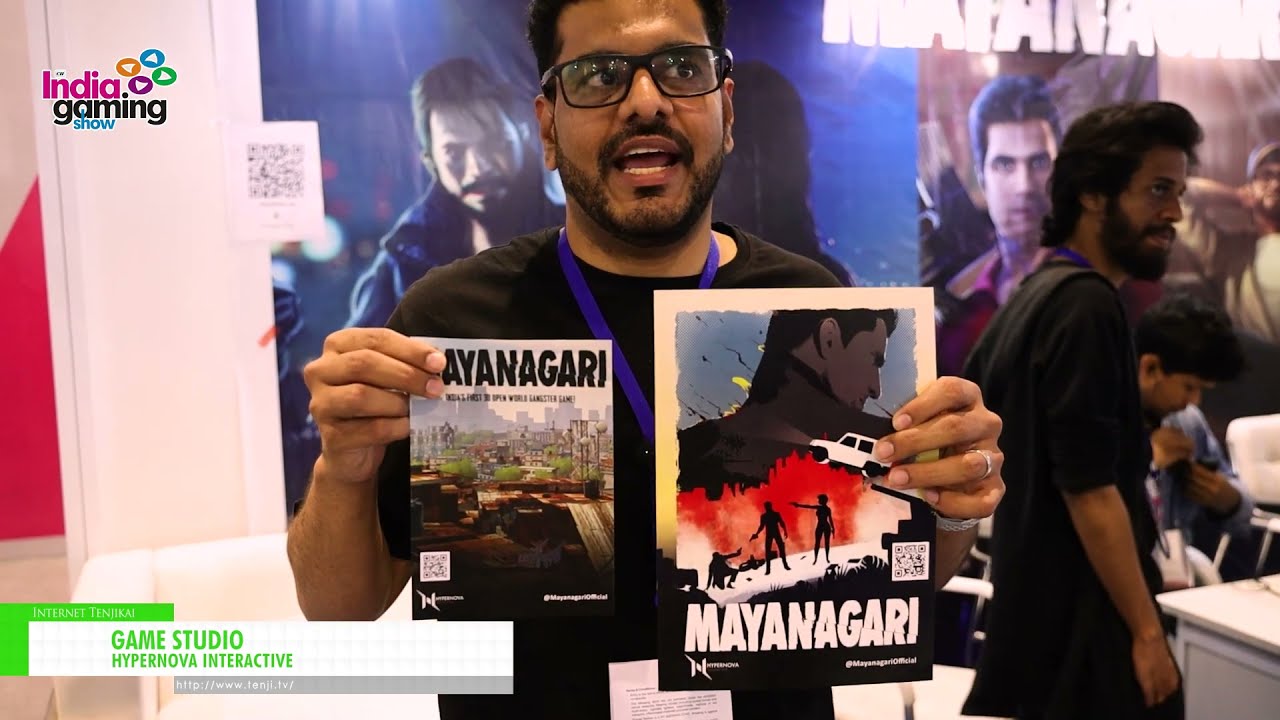 India
gaming
show
MAYANAGARI
AYANAGARI
INDIA'S FIRST 3D OPEN WORLD GANGSTER GAME!
HYPERNOVA
@MayanagariOfficial
MAYANAGARI
HYPERNOVA
@MayanagariOfficial
INTERNET TENJIKAI
GAME STUDIO
HYPERNOVA INTERACTIVE
http://www.tenji.tv/